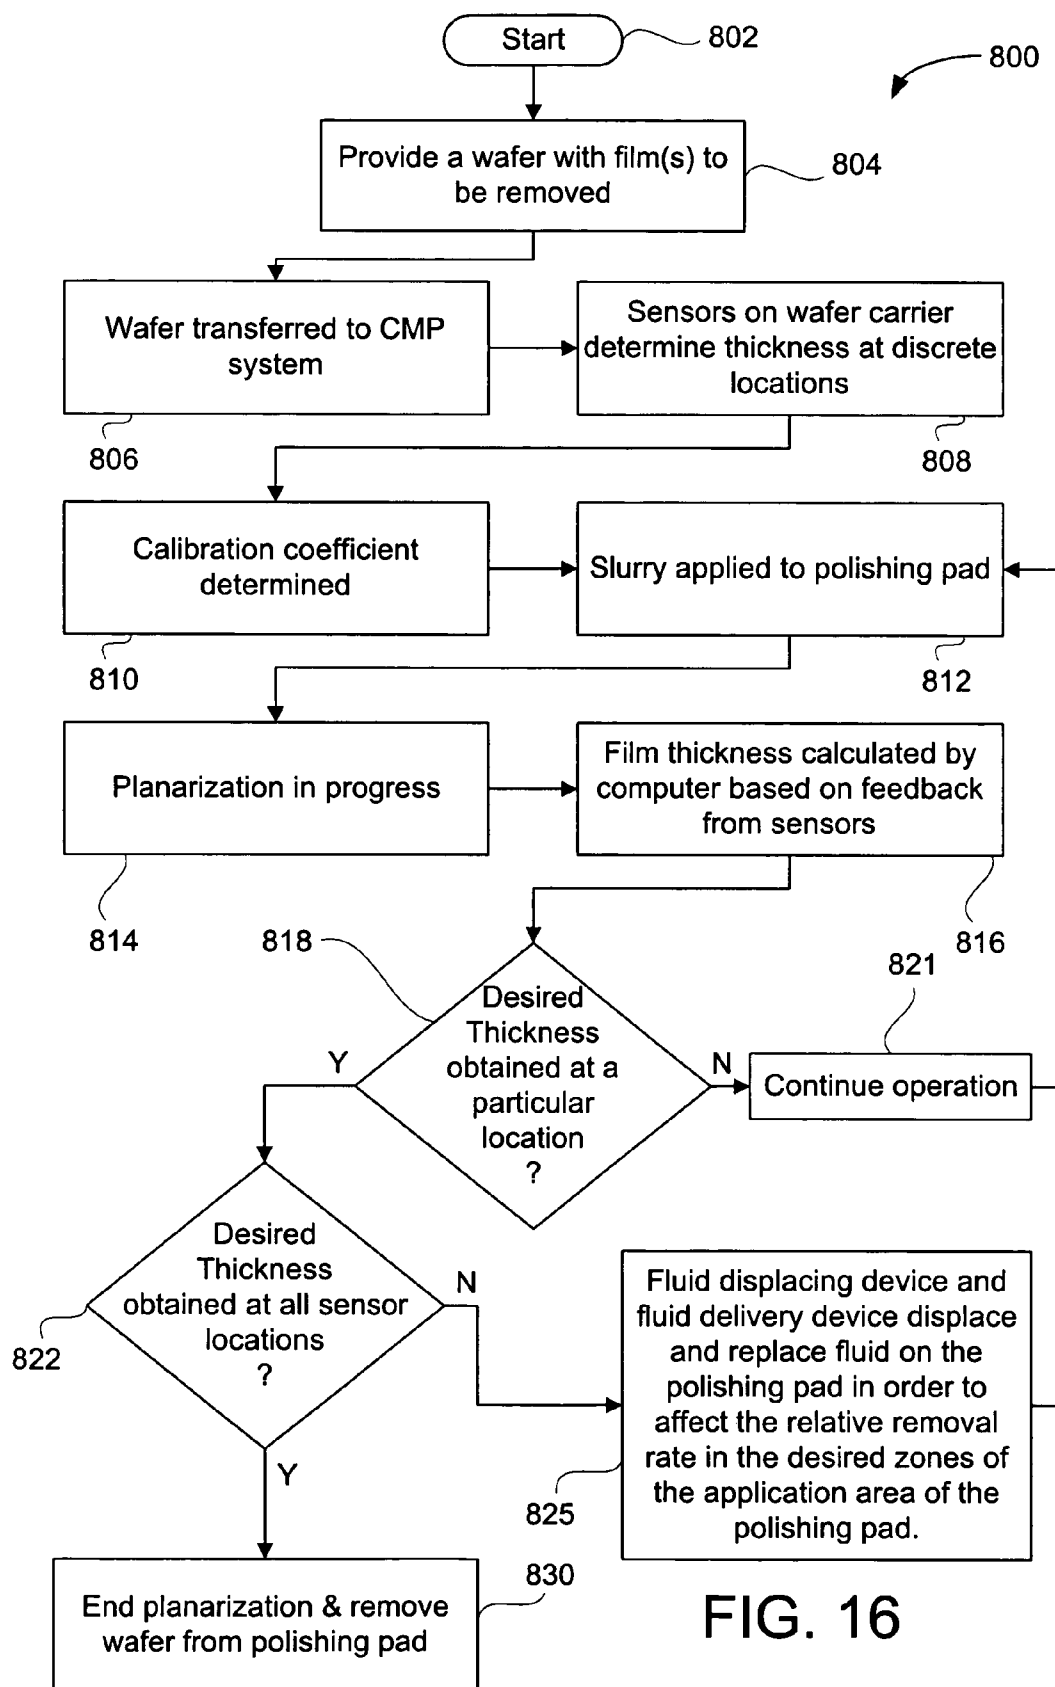 Start
802
800
Provide a wafer with film(s) to
be removed
804
Wafer transferred to CMP
system
806
Sensors on wafer carrier
determine thickness at discrete
locations
808
Calibration coefficient
determined
810
Slurry applied to polishing pad
812
Planarization in progress
814
Film thickness calculated by
computer based on feedback
from sensors
816
818
Desired
Thickness
obtained at a
particular
location
?
Y
N
821
Continue operation
Desired
Thickness
obtained at all sensor
locations
?
822
N
Y
Fluid displacing device and
fluid delivery device displace
and replace fluid on the
polishing pad in order to
affect the relative removal
rate in the desired zones of
the application area of the
polishing pad.
825
End planarization & remove
wafer from polishing pad
830
FIG. 16